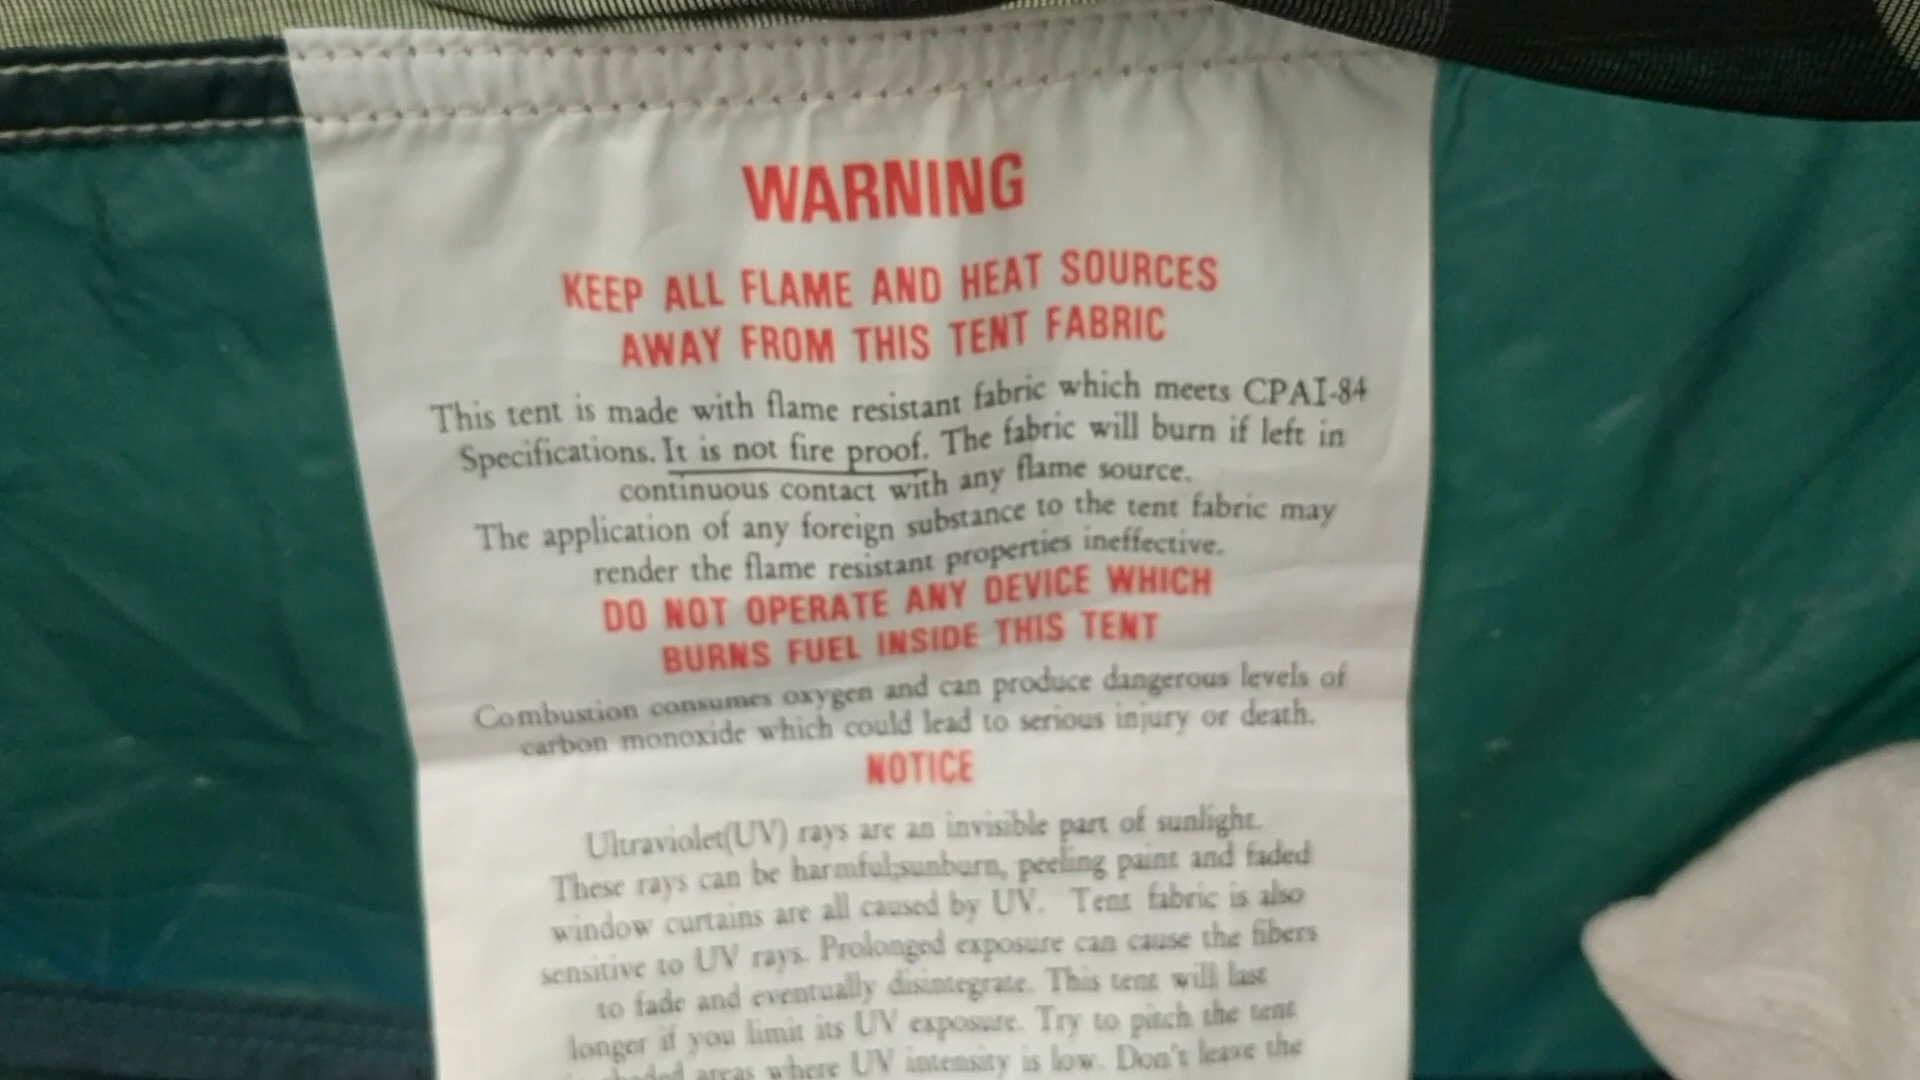 WARNING
KEEP ALL FLAME AND HEAT SOURCES
AWAY FROM THIS TENT FABRIC
This tent is made with flame resistant fabric which meets CPAI-84
Specifications. It is not fire proof. The fabric will burn if left in
continuous contact with any flame source.
The application of any foreign substance to the tent fabric may
render the flame resistant properties ineffective.
DO NOT OPERATE ANY DEVICE WHICH
BURNS FUEL INSIDE THIS TENT
Combustion consumes oxygen and can produce dangerous levels of
carbon monoxide which could lead to serious injury or death.
NOTICE
Ultraviolet(UV) rays are an invisible part of sunlight.
These rays can be harmful;sunburn, peeling paint and faded
window curtains are all caused by UV. Tent fabric is also
sensitive to UV rays. Prolonged exposure can cause the fibers
to fade and eventually disintegrate. This tent will last
longer if you limit its UV exposure. Try to pitch the tent
areas where UV intensity is low. Don't leave the